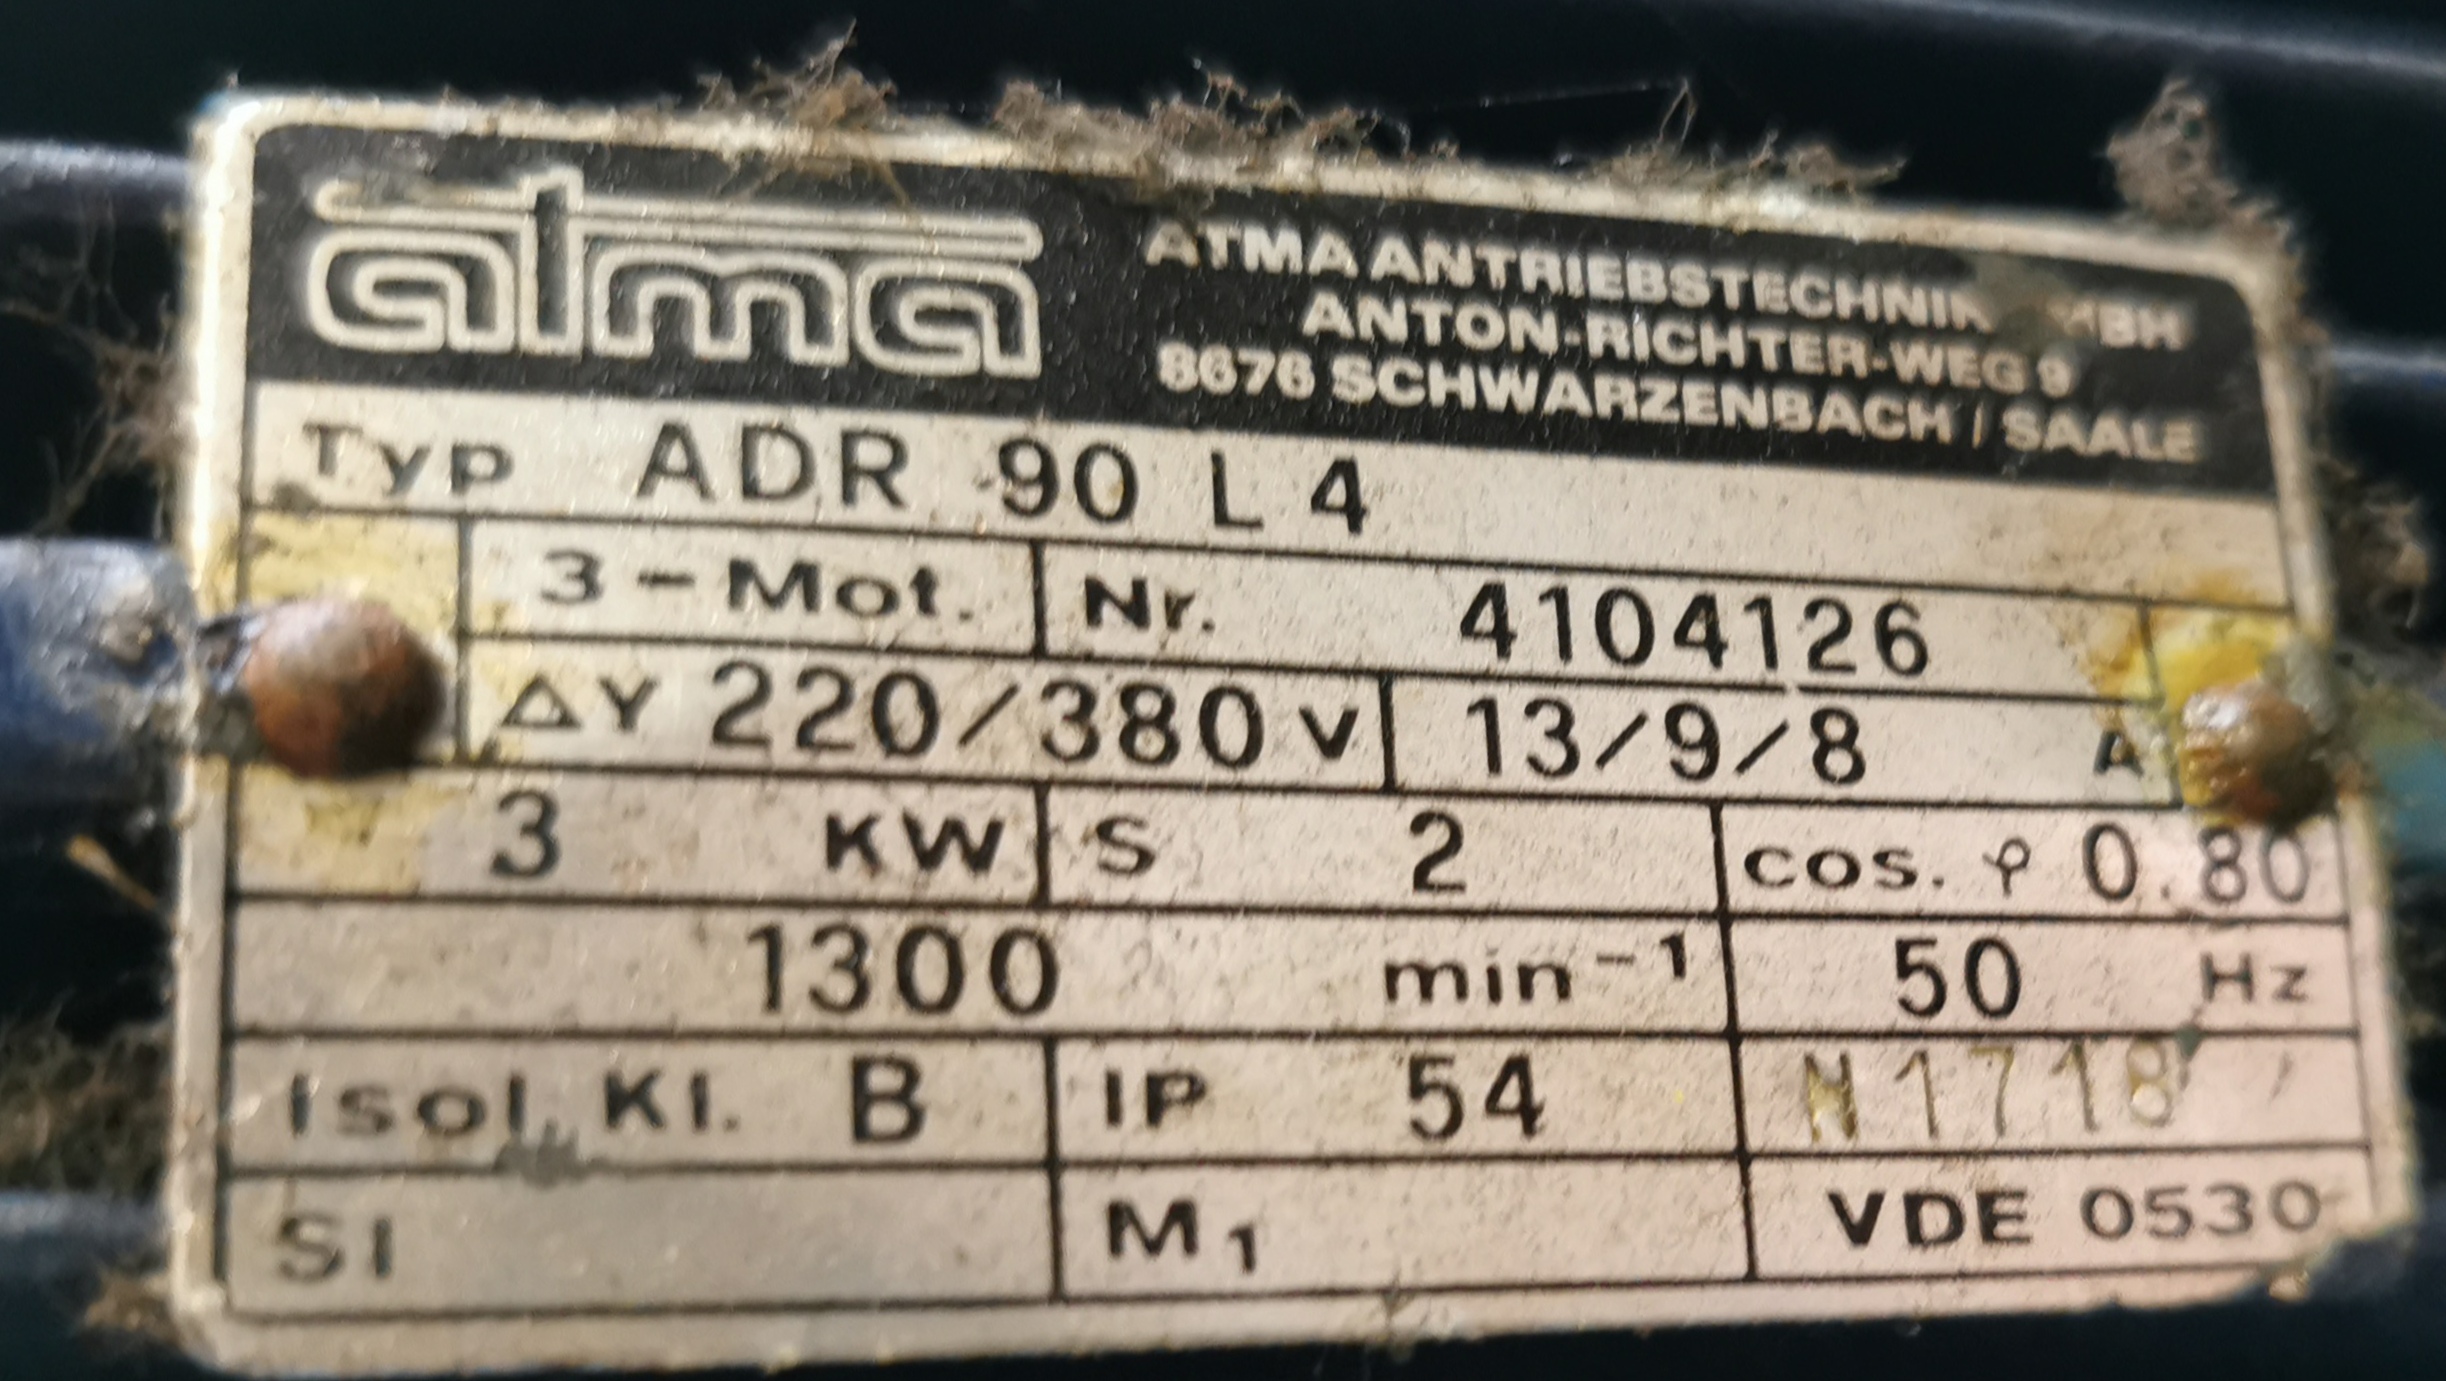 atma
ATMA ANTRIEBSTECHNIK MBH
ANTON-RICHTER-WEG 9
8676 SCHWARZENBACH / SAALE
Typ ADR 90 L 4
3-Mot. Nr. 4104126
ΔY 220/380 V 13/9/8 A
3 KW S 2 cos. φ 0.80
1300 min⁻¹ 50 Hz
Isol. Kl. B IP 54 N1718
SI M₁ VDE 0530